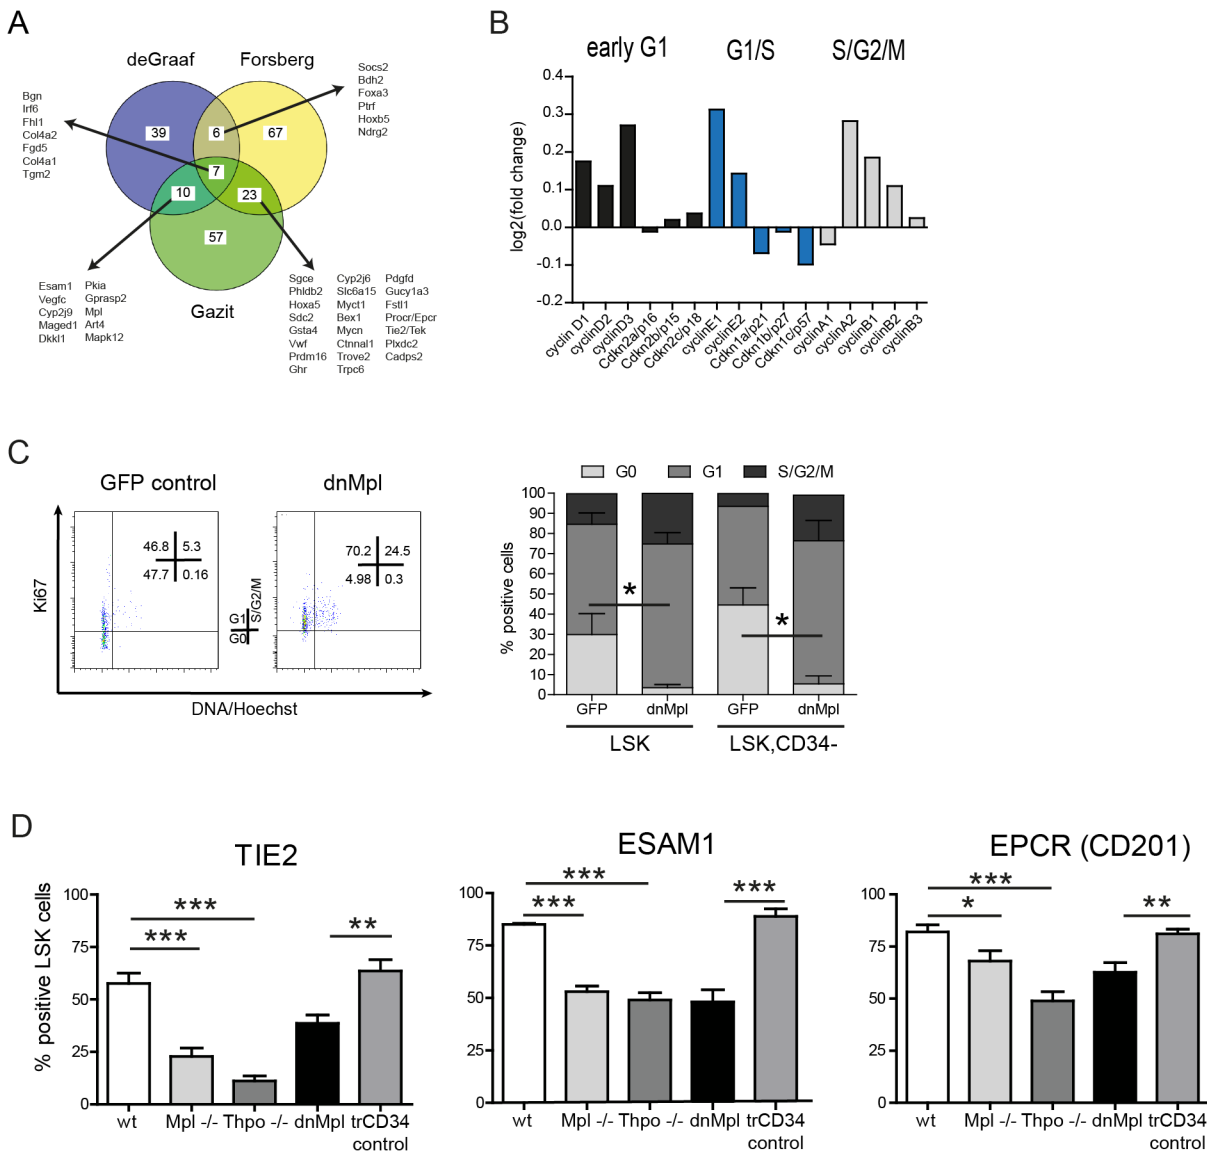 A
deGraaf
Forsberg
Gazit
39
6
67
7
10
23
57
Bgn
Irf6
Fhl1
Col4a2
Fgd5
Col4a1
Tgm2
Socs2
Bdh2
Foxa3
Ptrf
Hoxb5
Ndrg2
Esam1 Pkia
Vegfc Gprasp2
Cyp2j9 Mpl
Maged1 Art4
Dkkl1 Mapk12
Sgce Cyp2j6 Pdgfd
Phldb2 Slc6a15 Gucy1a3
Hoxa5 Myct1 Fstl1
Sdc2 Bex1 Procr/Epcr
Gsta4 Mycn Tie2/Tek
Vwf Ctnnal1 Plxdc2
Prdm16 Trove2 Cadps2
Ghr Trpc6
B
early G1 G1/S S/G2/M
log2(fold change)
0.4
0.3
0.2
0.1
0.0
-0.1
-0.2
cyclin D1
cyclinD2
cyclinD3
Cdkn2a/p16
Cdkn2b/p15
Cdkn2c/p18
cyclinE1
cyclinE2
Cdkn1a/p21
Cdkn1b/p27
Cdkn1c/p57
cyclinA1
cyclinA2
cyclinB1
cyclinB2
cyclinB3
C
GFP control
dnMpl
46.8 5.3
47.7 0.16
70.2 24.5
4.98 0.3
Ki67
G1
G0
S/G2/M
DNA/Hoechst
G0 G1 S/G2/M
% positive cells
100
90
80
70
60
50
40
30
20
10
0
*
*
GFP dnMpl GFP dnMpl
LSK LSK,CD34-
D
TIE2
% positive LSK cells
100
75
50
25
0
***
***
**
wt Mpl -/- Thpo -/- dnMpl trCD34
control
ESAM1
100
75
50
25
0
***
***
***
wt Mpl -/- Thpo -/- dnMpl trCD34
control
EPCR (CD201)
100
75
50
25
0
***
*
**
wt Mpl -/- Thpo -/- dnMpl trCD34
control